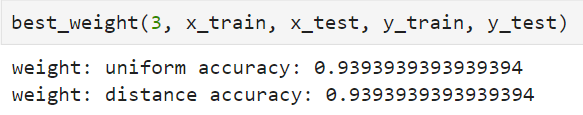 best_weight(3, x_train, x_test, y_train, y_test)
weight: uniform accuracy: 0.9393939393939394
weight: distance accuracy: 0.9393939393939394